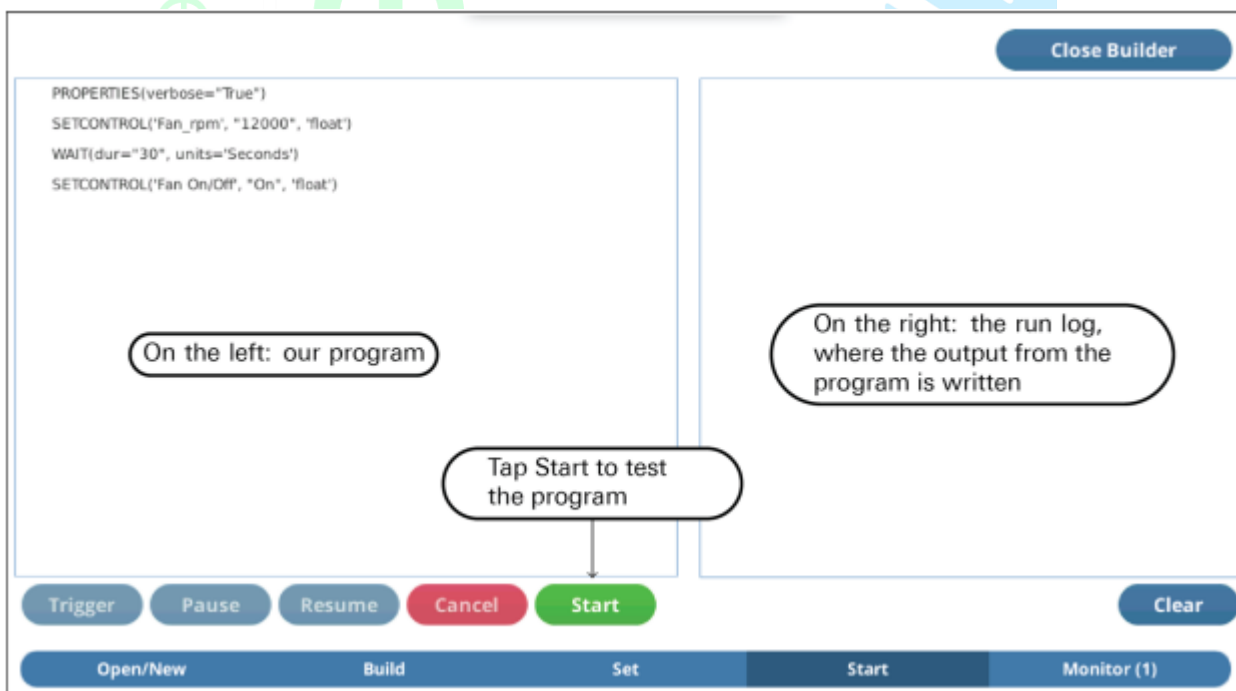 Close Builder
PROPERTIES(verbose="True")
SETCONTROL('Fan_rpm', "12000", 'float')
WAIT(dur="30", units='Seconds')
SETCONTROL('Fan On/Off', "On", 'float')
On the left: our program
On the right: the run log,
where the output from the
program is written
Tap Start to test
the program
Trigger
Pause
Resume
Cancel
Start
Clear
Open/New
Build
Set
Start
Monitor (1)